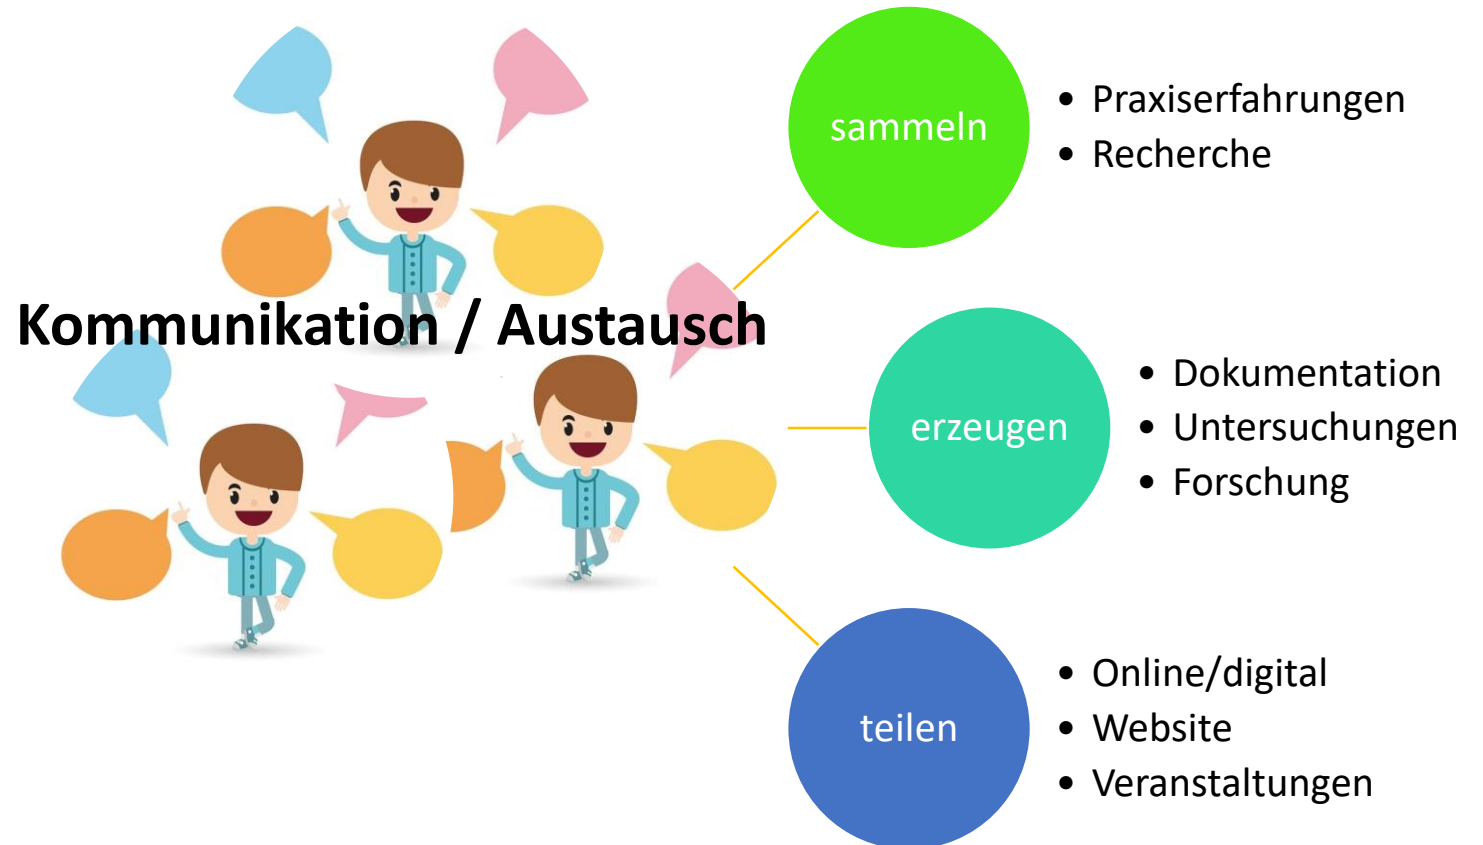 Kommunikation / Austausch
sammeln
• Praxiserfahrungen
• Recherche
erzeugen
• Dokumentation
• Untersuchungen
• Forschung
teilen
• Online/digital
• Website
• Veranstaltungen